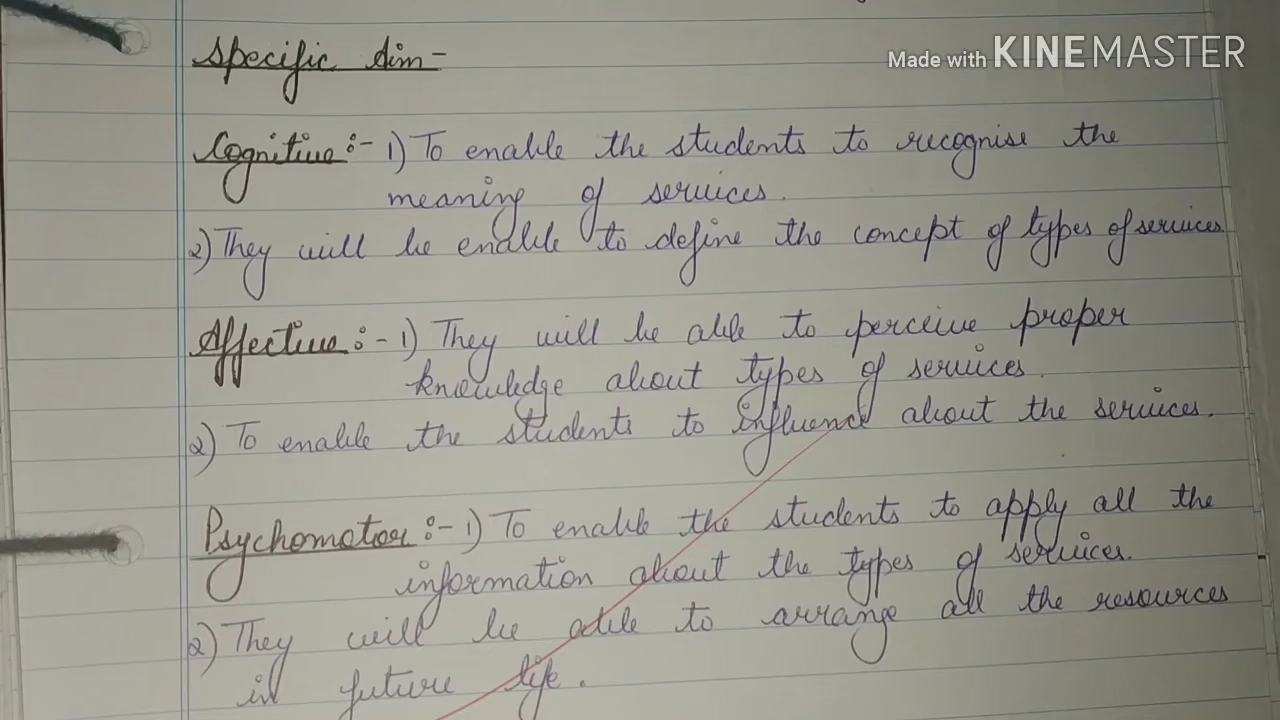 Made with KINEMASTER
Specific Aim-
Cognitive :- 1) To enable the students to recognise the
meaning of services.
2) They will be enable to define the concept of types of services
Affective :- 1) They will be able to perceive proper
knowledge about types of services.
2) To enable the students to influence about the services.
Psychomotor :- 1) To enable the students to apply all the
information about the types of services.
2) They will be able to arrange all the resources
in future life.